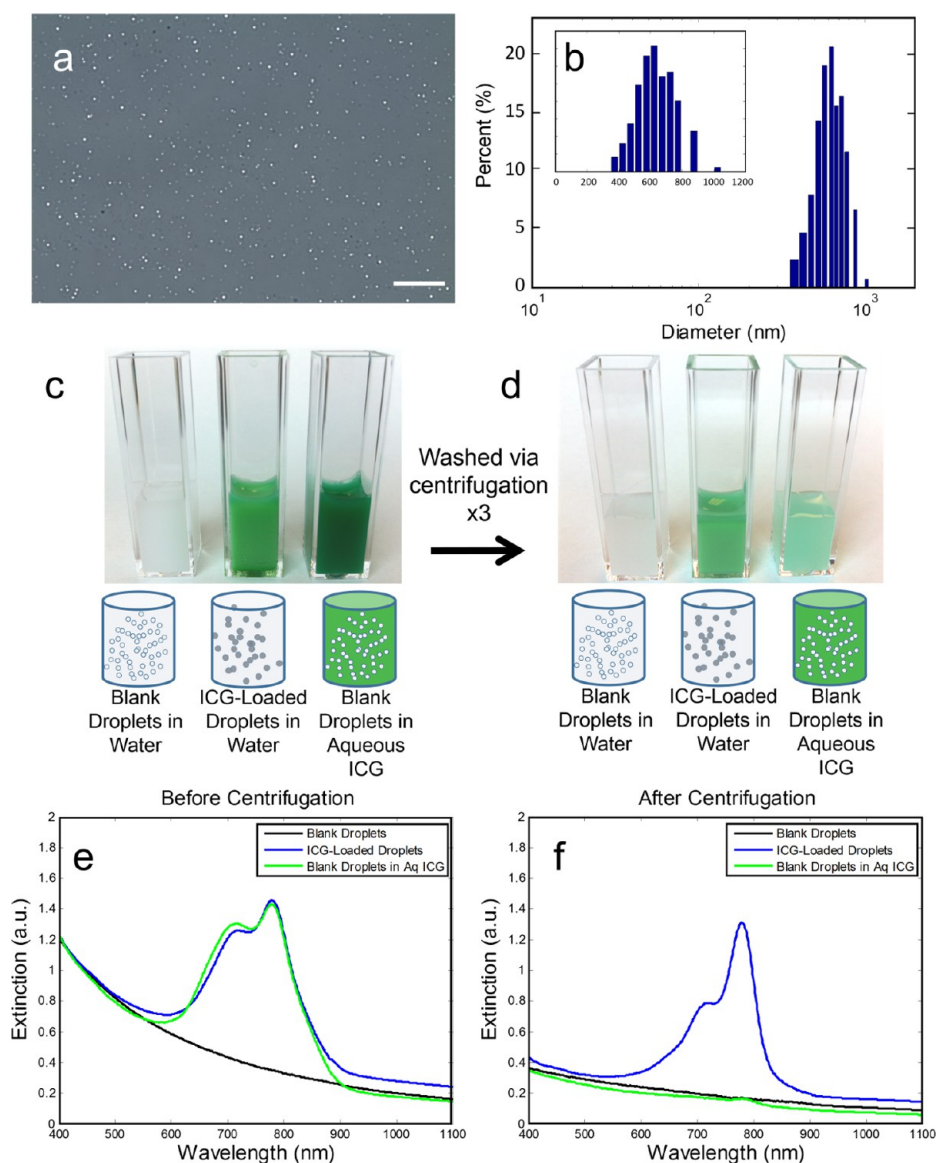 a
b
20
15
10
5
0
Percent (%)
0
200
400
600
800
1000
1200
10^1
10^2
10^3
Diameter (nm)
c
d
Washed via
centrifugation
x3
Blank
Droplets in
Water
ICG-Loaded
Droplets in
Water
Blank
Droplets in
Aqueous
ICG
Blank
Droplets in
Water
ICG-Loaded
Droplets in
Water
Blank
Droplets in
Aqueous
ICG
Before Centrifugation
e
Blank Droplets
ICG-Loaded Droplets
Blank Droplets in Aq ICG
2
1.8
1.6
1.4
1.2
1
0.8
0.6
0.4
0.2
0
Extinction (a.u.)
400
500
600
700
800
900
1000
1100
Wavelength (nm)
After Centrifugation
f
Blank Droplets
ICG-Loaded Droplets
Blank Droplets in Aq ICG
2
1.8
1.6
1.4
1.2
1
0.8
0.6
0.4
0.2
0
Extinction (a.u.)
400
500
600
700
800
900
1000
1100
Wavelength (nm)